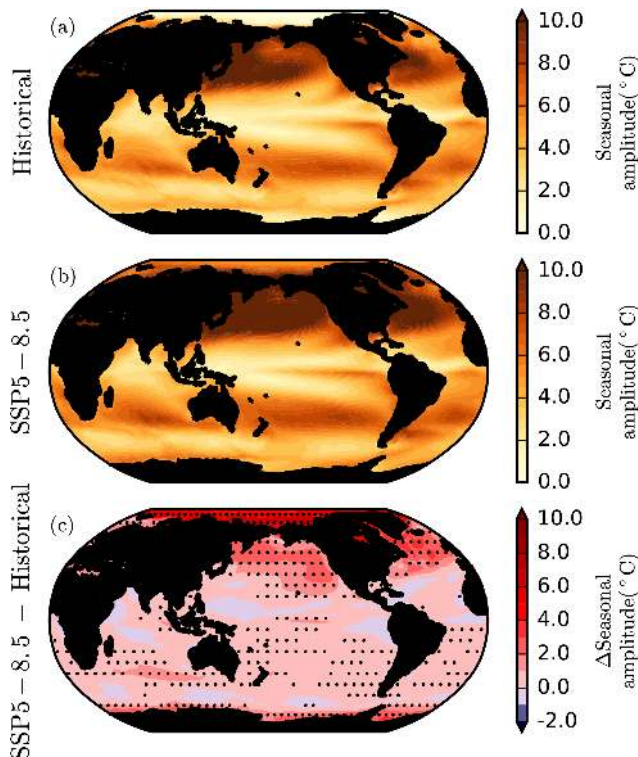 (a)
Historical
10.0
8.0
6.0
4.0
2.0
0.0
Seasonal
amplitude(°C)
(b)
SSP5 − 8.5
10.0
8.0
6.0
4.0
2.0
0.0
Seasonal
amplitude(°C)
(c)
SSP5 − 8.5 − Historical
10.0
8.0
6.0
4.0
2.0
0.0
-2.0
ΔSeasonal
amplitude(°C)